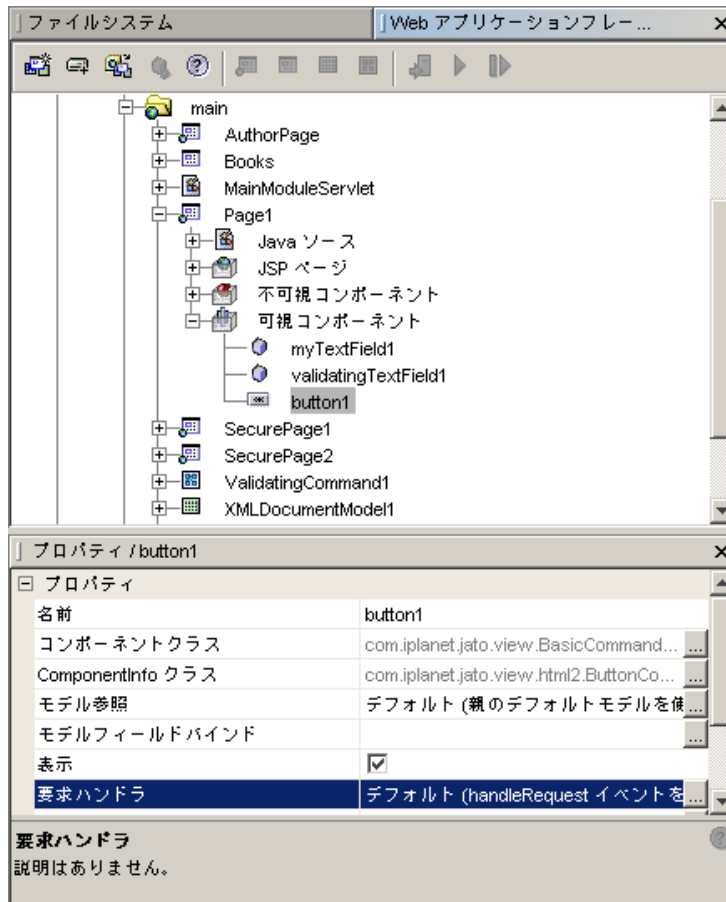 ファイルシステム
Web アプリケーションフレー...
main
AuthorPage
Books
MainModuleServlet
Page1
Java ソース
JSP ページ
不可視コンポーネント
可視コンポーネント
myTextField1
validatingTextField1
button1
SecurePage1
SecurePage2
ValidatingCommand1
XMLDocumentModel1
プロパティ / button1
プロパティ
名前 button1
コンポーネントクラス com.iplanet.jato.view.BasicCommand... ...
ComponentInfo クラス com.iplanet.jato.view.html2.ButtonCo... ...
モデル参照 デフォルト (親のデフォルトモデルを使 ...
モデルフィールドバインド ...
表示
要求ハンドラ デフォルト (handleRequest イベントを ...
要求ハンドラ
説明はありません。